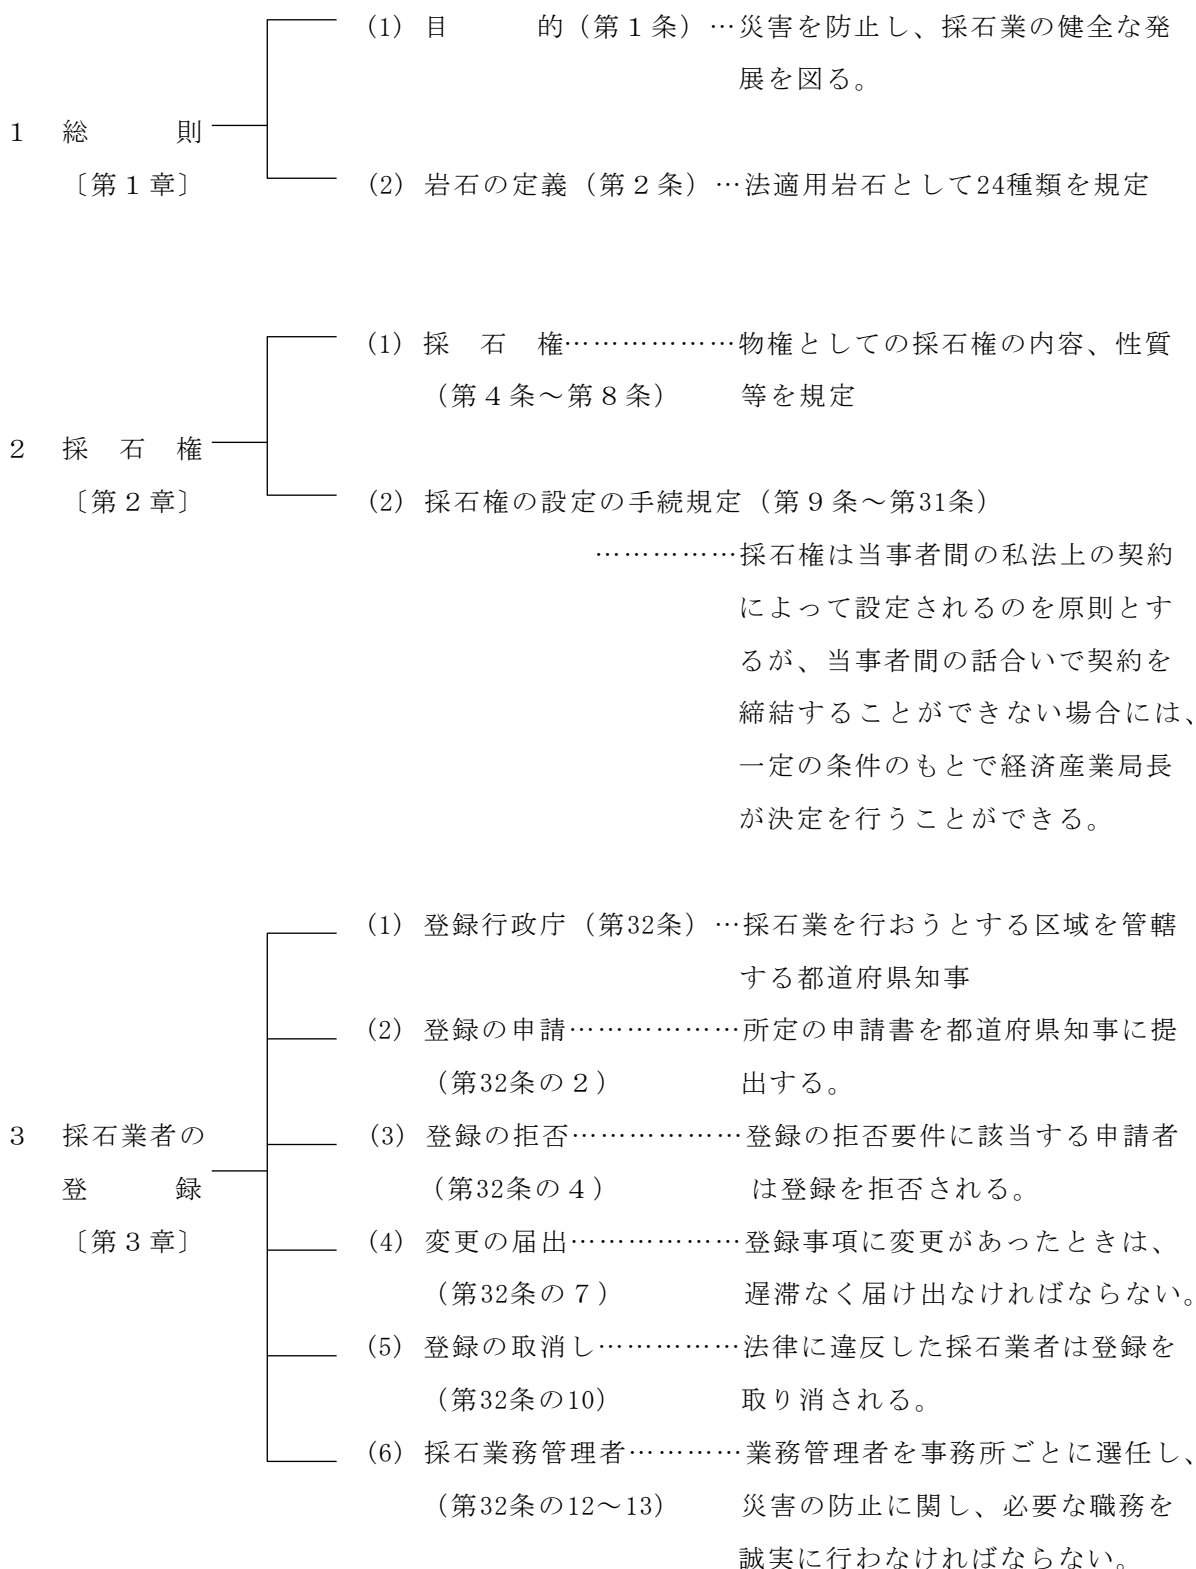 (1) 目　　　的（第１条）…災害を防止し、採石業の健全な発
展を図る。
1　総　　　則
〔第１章〕　(2) 岩石の定義（第２条）…法適用岩石として24種類を規定
(1) 採　石　権………………物権としての採石権の内容、性質
（第４条～第８条）　　等を規定
2　採　石　権
〔第２章〕　(2) 採石権の設定の手続規定（第９条～第31条）
……………採石権は当事者間の私法上の契約
によって設定されるのを原則とす
るが、当事者間の話合いで契約を
締結することができない場合には、
一定の条件のもとで経済産業局長
が決定を行うことができる。
(1) 登録行政庁（第32条）…採石業を行おうとする区域を管轄
する都道府県知事
(2) 登録の申請………………所定の申請書を都道府県知事に提
（第32条の２）　　出する。
3　採石業者の　(3) 登録の拒否………………登録の拒否要件に該当する申請者
登　　　録　（第32条の４）　　は登録を拒否される。
〔第３章〕　(4) 変更の届出………………登録事項に変更があったときは、
（第32条の７）　　遅滞なく届け出なければならない。
(5) 登録の取消し……………法律に違反した採石業者は登録を
（第32条の10）　　取り消される。
(6) 採石業務管理者…………業務管理者を事務所ごとに選任し、
（第32条の12～13）　　災害の防止に関し、必要な職務を
誠実に行わなければならない。